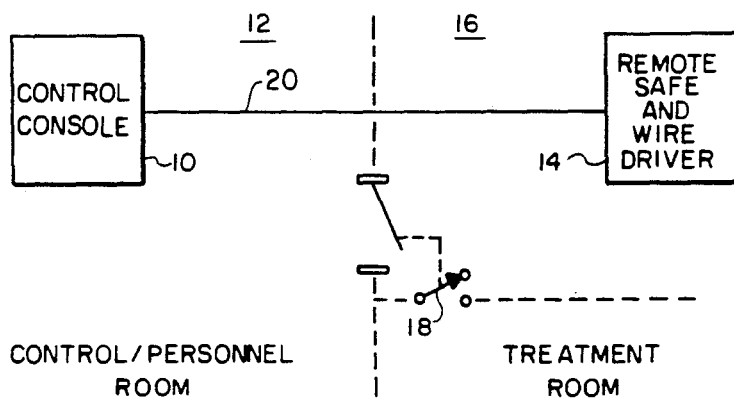 12
16
CONTROL
CONSOLE
10
20
REMOTE
SAFE
AND
WIRE
DRIVER
14
18
CONTROL/PERSONNEL
ROOM
TREATMENT
ROOM